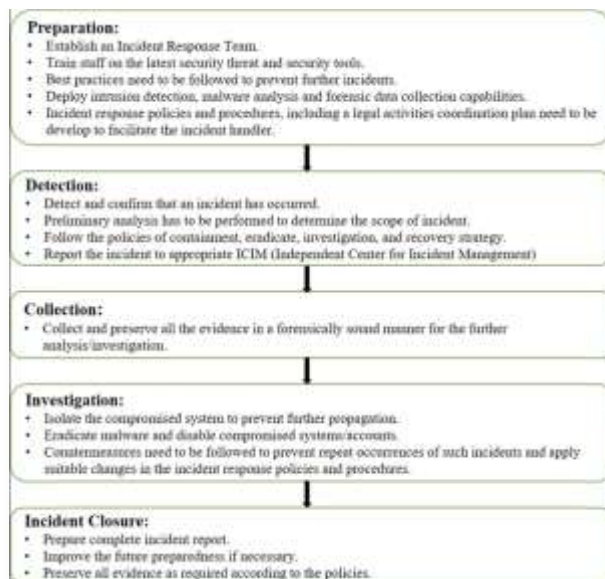 Preparation:
• Establish an Incident Response Team.
• Train staff on the latest security threat and security tools.
• Best practices need to be followed to prevent further incidents.
• Deploy intrusion detection, malware analysis and forensic data collection capabilities.
• Incident response policies and procedures, including a legal activities coordination plan need to be
develop to facilitate the incident handler.
Detection:
• Detect and confirm that an incident has occurred.
• Preliminary analysis has to be performed to determine the scope of incident.
• Follow the policies of containment, eradicate, investigation, and recovery strategy.
• Report the incident to appropriate ICIM (Independent Center for Incident Management)
Collection:
• Collect and preserve all the evidence in a forensically sound manner for the further
analysis/investigation.
Investigation:
• Isolate the compromised system to prevent further propagation.
• Eradicate malware and disable compromised systems/accounts.
• Countermeasures need to be followed to prevent repeat occurrences of such incidents and apply
suitable changes in the incident response policies and procedures.
Incident Closure:
• Prepare complete incident report.
• Improve the future preparedness if necessary.
• Preserve all evidence as required according to the policies.